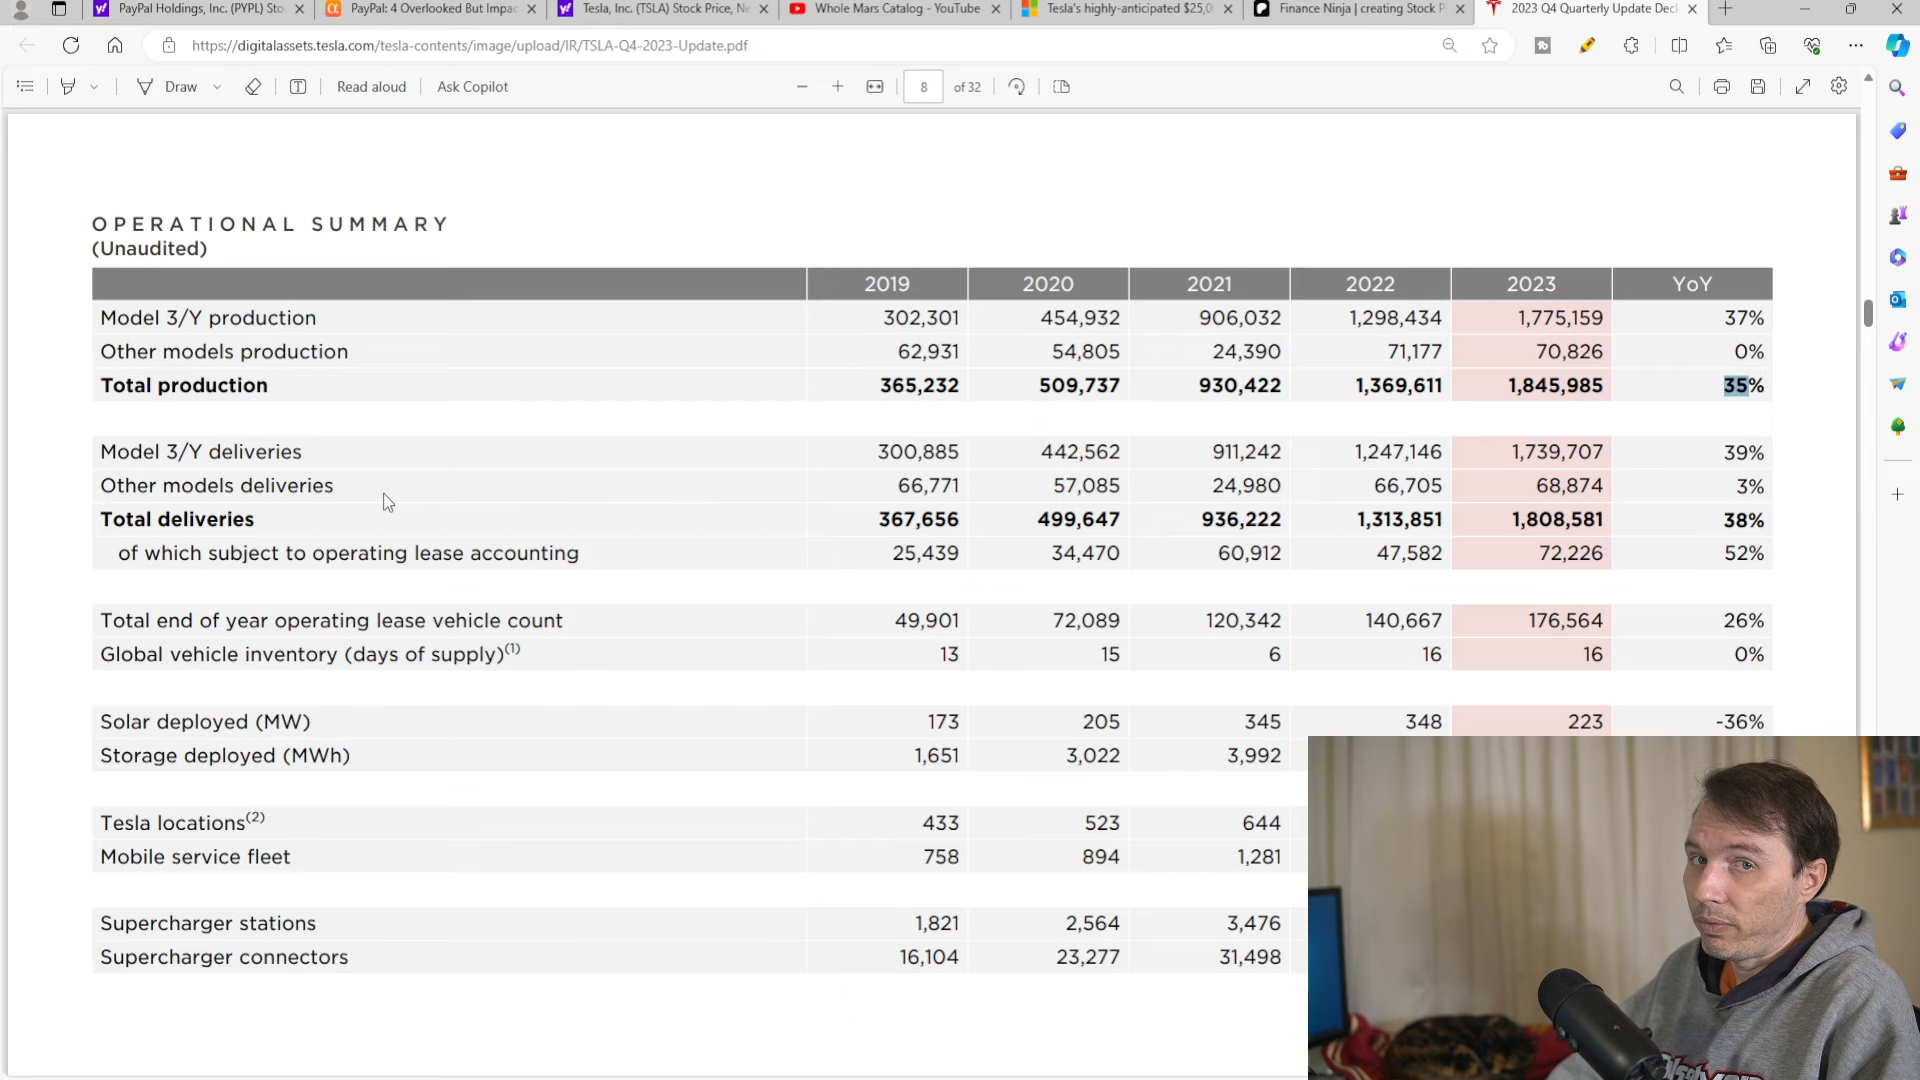 PayPal Holdings, Inc. (PYPL) Sto
PayPal: 4 Overlooked But Impac
Tesla, Inc. (TSLA) Stock Price, Ne
Whole Mars Catalog - YouTube
Tesla's highly-anticipated $25,0
Finance Ninja | creating Stock P
2023 Q4 Quarterly Update Deck
https://digitalassets.tesla.com/tesla-contents/image/upload/IR/TSLA-Q4-2023-Update.pdf
Draw Read aloud Ask Copilot 8 of 32
OPERATIONAL SUMMARY
(Unaudited)
2019 2020 2021 2022 2023 YoY
Model 3/Y production 302,301 454,932 906,032 1,298,434 1,775,159 37%
Other models production 62,931 54,805 24,390 71,177 70,826 0%
Total production 365,232 509,737 930,422 1,369,611 1,845,985 35%
Model 3/Y deliveries 300,885 442,562 911,242 1,247,146 1,739,707 39%
Other models deliveries 66,771 57,085 24,980 66,705 68,874 3%
Total deliveries 367,656 499,647 936,222 1,313,851 1,808,581 38%
of which subject to operating lease accounting 25,439 34,470 60,912 47,582 72,226 52%
Total end of year operating lease vehicle count 49,901 72,089 120,342 140,667 176,564 26%
Global vehicle inventory (days of supply)(1) 13 15 6 16 16 0%
Solar deployed (MW) 173 205 345 348 223 -36%
Storage deployed (MWh) 1,651 3,022 3,992
Tesla locations(2) 433 523 644
Mobile service fleet 758 894 1,281
Supercharger stations 1,821 2,564 3,476
Supercharger connectors 16,104 23,277 31,498